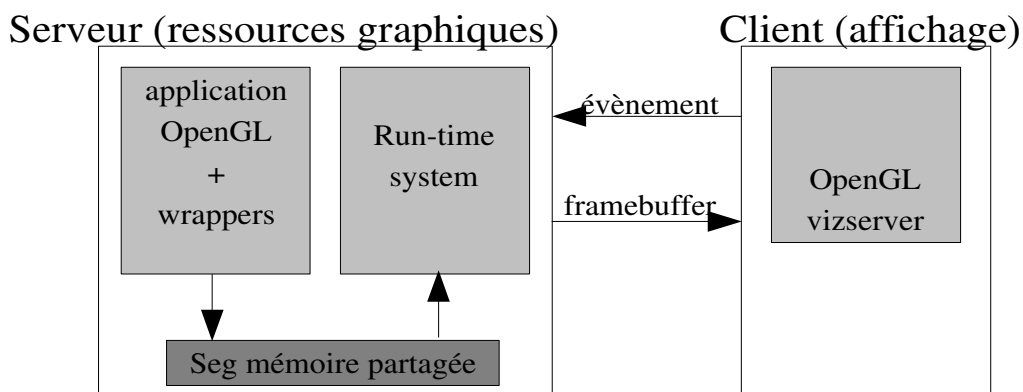 Serveur (ressources graphiques)
Client (affichage)
application
OpenGL
+
wrappers
Run-time
system
évènement
framebuffer
OpenGL
vizserver
Seg mémoire partagée